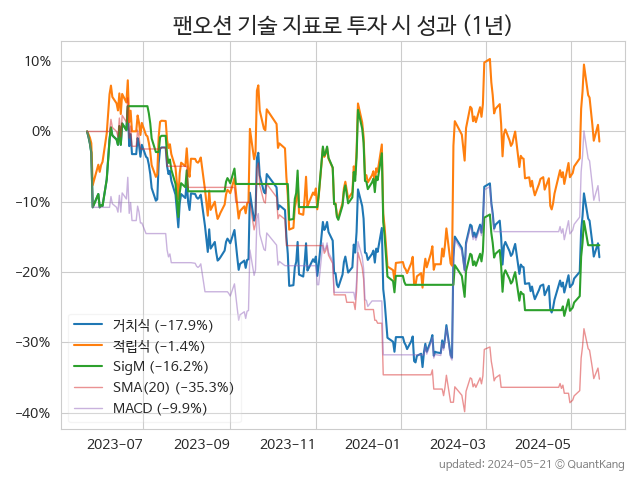 팬오션 기술 지표로 투자 시 성과 (1년)
10%
0%
−10%
−20%
−30%
−40%
거치식 (−17.9%)
적립식 (−1.4%)
SigM (−16.2%)
SMA(20) (−35.3%)
MACD (−9.9%)
2023-07
2023-09
2023-11
2024-01
2024-03
2024-05
updated: 2024-05-21 © QuantKang